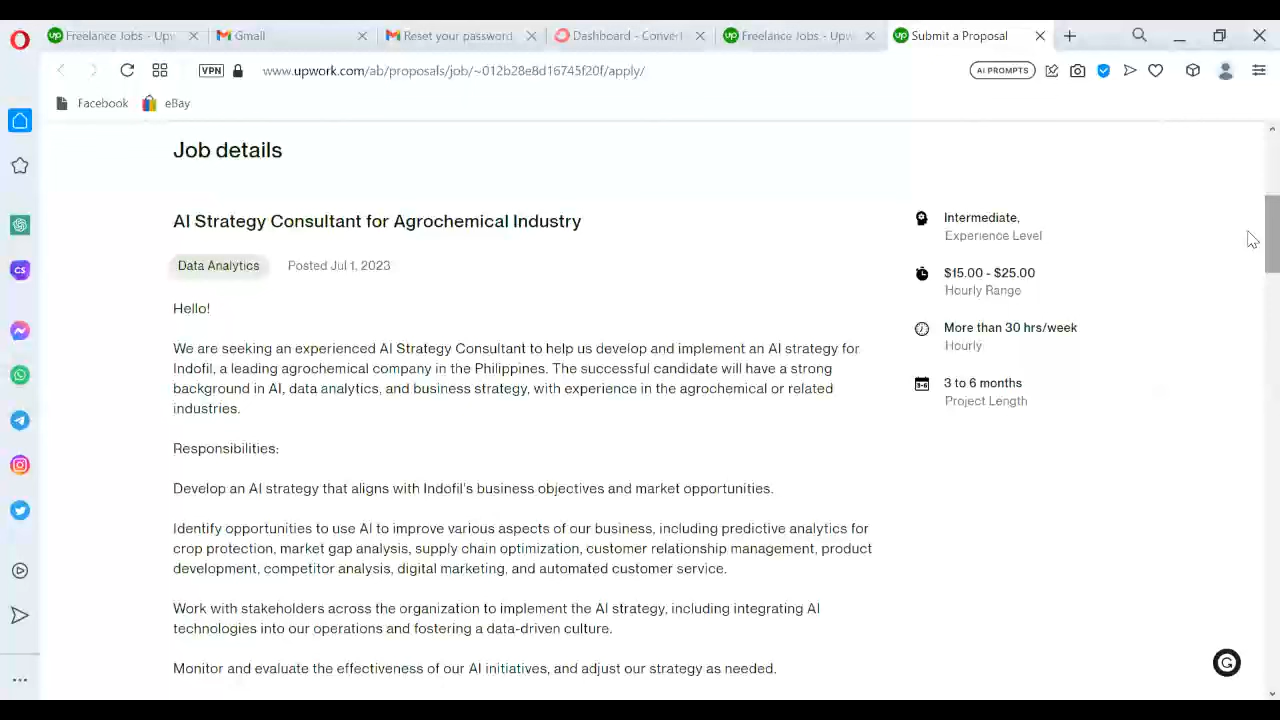 Freelance Jobs - Upw
Gmail
Reset your password
Dashboard - Convert
Freelance Jobs - Upw
Submit a Proposal
VPN
www.upwork.com/ab/proposals/job/~012b28e8d16745f20f/apply/
AI PROMPTS
Facebook
eBay
Job details
AI Strategy Consultant for Agrochemical Industry
Data Analytics
Posted Jul 1, 2023
Hello!
We are seeking an experienced AI Strategy Consultant to help us develop and implement an AI strategy for
Indofil, a leading agrochemical company in the Philippines. The successful candidate will have a strong
background in AI, data analytics, and business strategy, with experience in the agrochemical or related
industries.
Responsibilities:
Develop an AI strategy that aligns with Indofil's business objectives and market opportunities.
Identify opportunities to use AI to improve various aspects of our business, including predictive analytics for
crop protection, market gap analysis, supply chain optimization, customer relationship management, product
development, competitor analysis, digital marketing, and automated customer service.
Work with stakeholders across the organization to implement the AI strategy, including integrating AI
technologies into our operations and fostering a data-driven culture.
Monitor and evaluate the effectiveness of our AI initiatives, and adjust our strategy as needed.
Intermediate,
Experience Level
$15.00 - $25.00
Hourly Range
More than 30 hrs/week
Hourly
3 to 6 months
Project Length